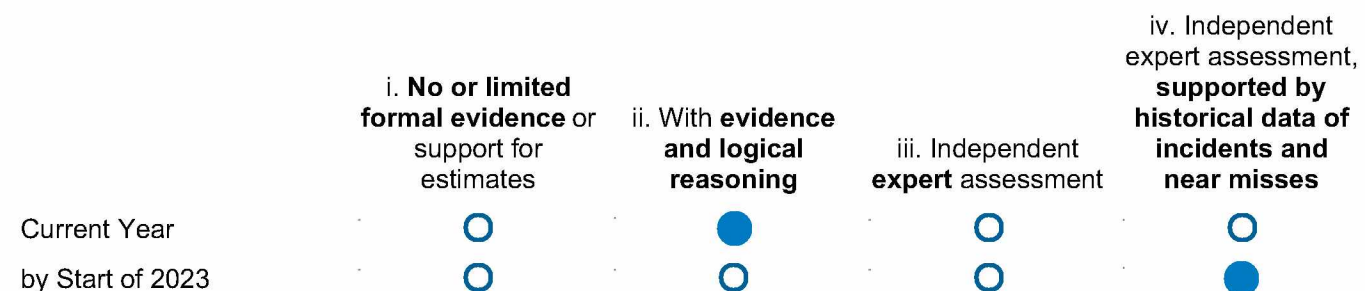 i. No or limited
formal evidence or
support for
estimates
ii. With evidence
and logical
reasoning
iii. Independent
expert assessment
iv. Independent
expert assessment,
supported by
historical data of
incidents and
near misses
Current Year
by Start of 2023